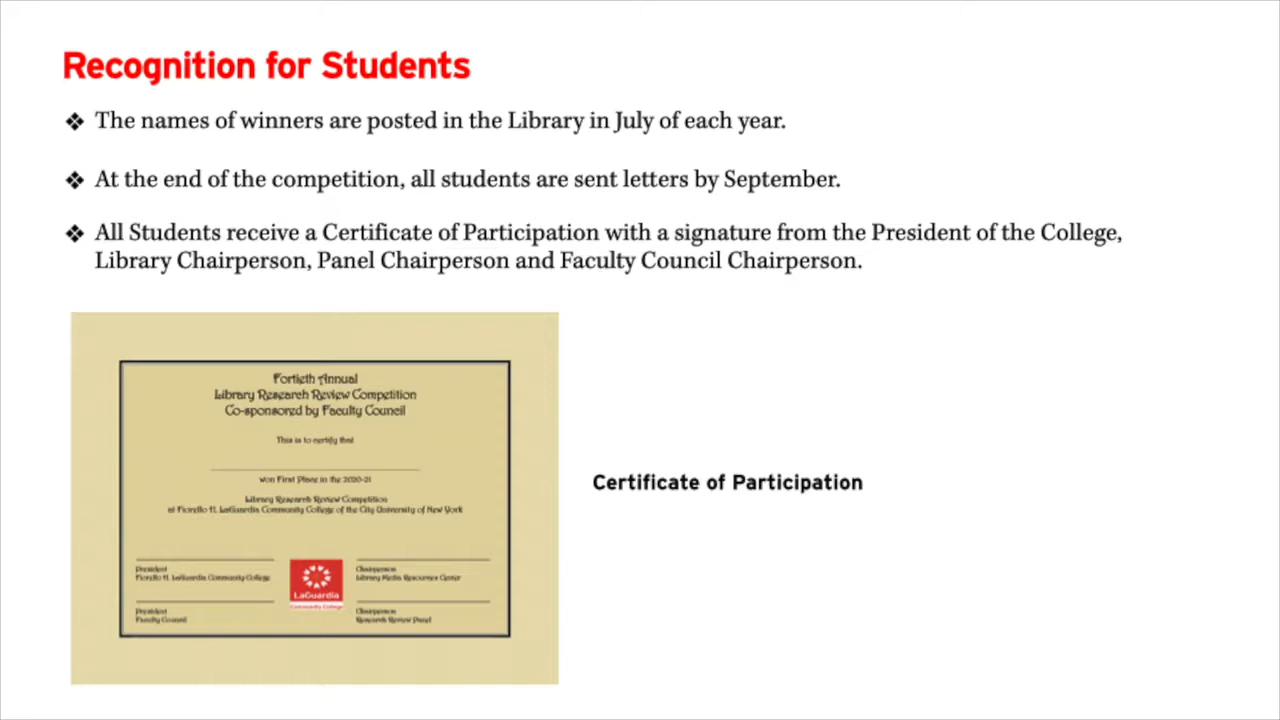 Recognition for Students
❖ The names of winners are posted in the Library in July of each year.
❖ At the end of the competition, all students are sent letters by September.
❖ All Students receive a Certificate of Participation with a signature from the President of the College,
Library Chairperson, Panel Chairperson and Faculty Council Chairperson.
Fortieth Annual
Library Research Review Competition
Co-sponsored by Faculty Council
This is to certify that
won First Place in the 2020-21
Library Research Review Competition
at Fiorello H. LaGuardia Community College of the City University of New York
Certificate of Participation
President
Fiorello H. LaGuardia Community College
Chairperson
Library Media Resources Center
LaGuardia
Community College
President
Faculty Council
Chairperson
Research Review Panel